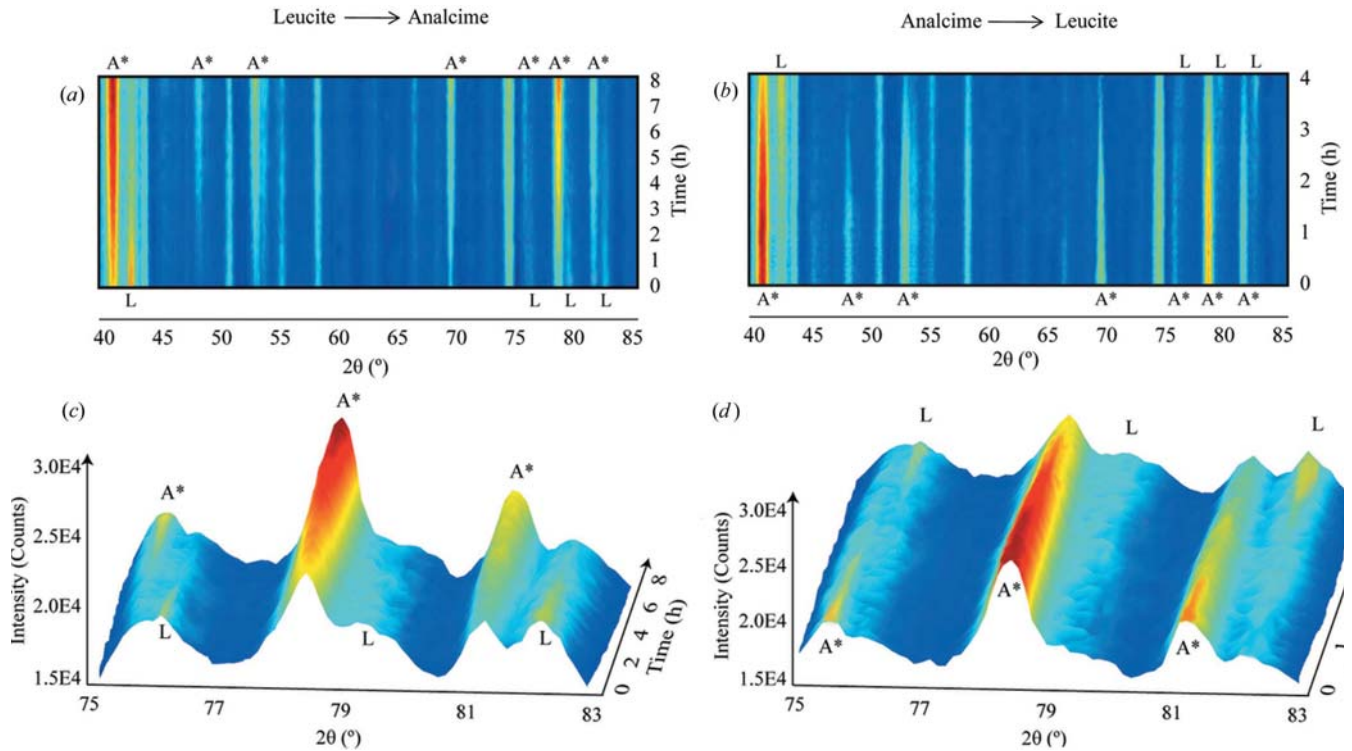 Leucite ⟶ Analcime
A* A* A* A* A* A* A*
(a)
8
7
6
5
4
3
2
1
0
Time (h)
L L L L
40 45 50 55 60 65 70 75 80 85
2θ (º)
Analcime ⟶ Leucite
L L L L
(b)
4
3
2
1
0
Time (h)
A* A* A* A* A* A* A*
40 45 50 55 60 65 70 75 80 85
2θ (º)
(c)
A*
A*
A*
3.0E4
2.5E4
2.0E4
1.5E4
Intensity (Counts)
L L L
8
6
4
2
0
Time (h)
75 77 79 81 83
2θ (º)
(d)
L L L
3.0E4
2.5E4
2.0E4
1.5E4
Intensity (Counts)
A*
A* A*
1
0
75 77 79 81 83
2θ (º)